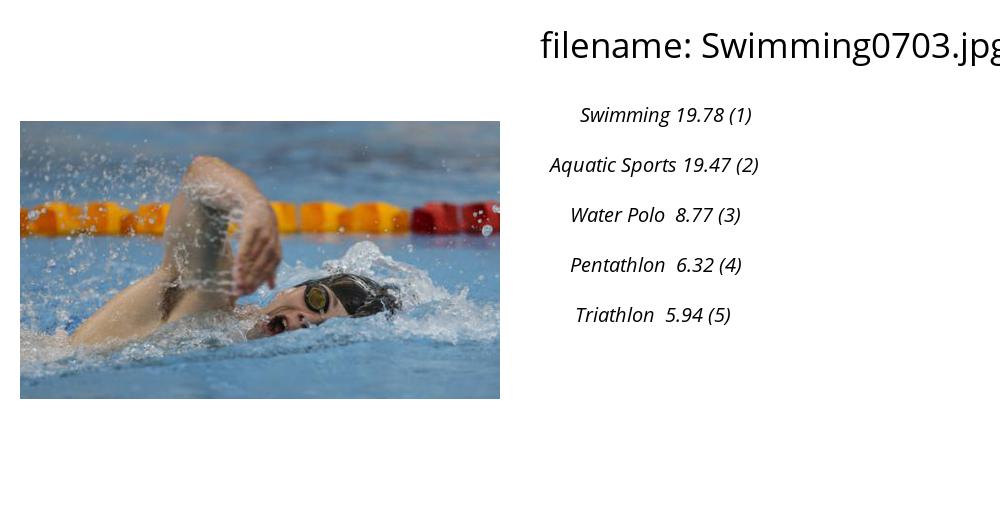 filename: Swimming0703.jpg
Swimming 19.78 (1)
Aquatic Sports 19.47 (2)
Water Polo 8.77 (3)
Pentathlon 6.32 (4)
Triathlon 5.94 (5)